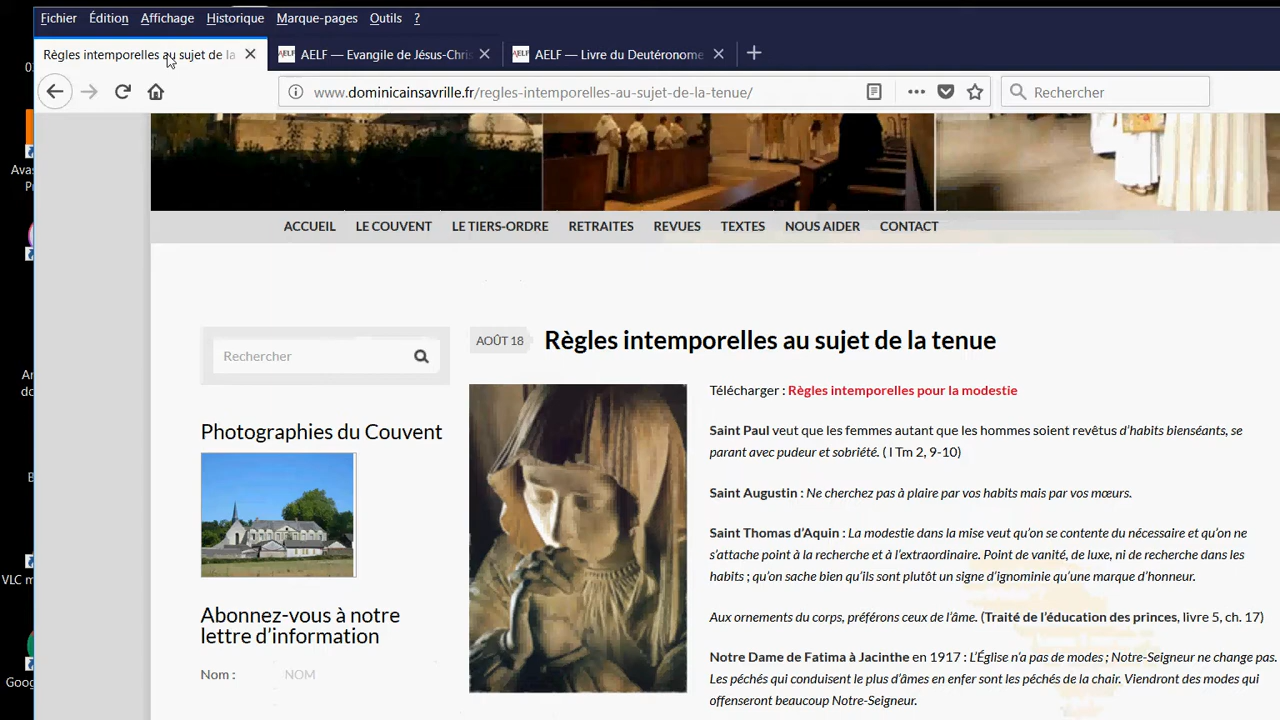 Fichier Édition Affichage Historique Marque-pages Outils ?
Règles intemporelles au sujet de la
AELF — Evangile de Jésus-Chris
AELF — Livre du Deutéronome
www.dominicainsavrille.fr/regles-intemporelles-au-sujet-de-la-tenue/
Rechercher
ACCUEIL LE COUVENT LE TIERS-ORDRE RETRAITES REVUES TEXTES NOUS AIDER CONTACT
Rechercher
Photographies du Couvent
Abonnez-vous à notre
lettre d'information
Nom : NOM
AOÛT 18
Règles intemporelles au sujet de la tenue
Télécharger : Règles intemporelles pour la modestie
Saint Paul veut que les femmes autant que les hommes soient revêtus d'habits bienséants, se
parant avec pudeur et sobriété. ( I Tm 2, 9-10)
Saint Augustin : Ne cherchez pas à plaire par vos habits mais par vos mœurs.
Saint Thomas d'Aquin : La modestie dans la mise veut qu'on se contente du nécessaire et qu'on ne
s'attache point à la recherche et à l'extraordinaire. Point de vanité, de luxe, ni de recherche dans les
habits ; qu'on sache bien qu'ils sont plutôt un signe d'ignominie qu'une marque d'honneur.
Aux ornements du corps, préférons ceux de l'âme. (Traité de l'éducation des princes, livre 5, ch. 17)
Notre Dame de Fatima à Jacinthe en 1917 : L'Église n'a pas de modes ; Notre-Seigneur ne change pas.
Les péchés qui conduisent le plus d'âmes en enfer sont les péchés de la chair. Viendront des modes qui
offenseront beaucoup Notre-Seigneur.